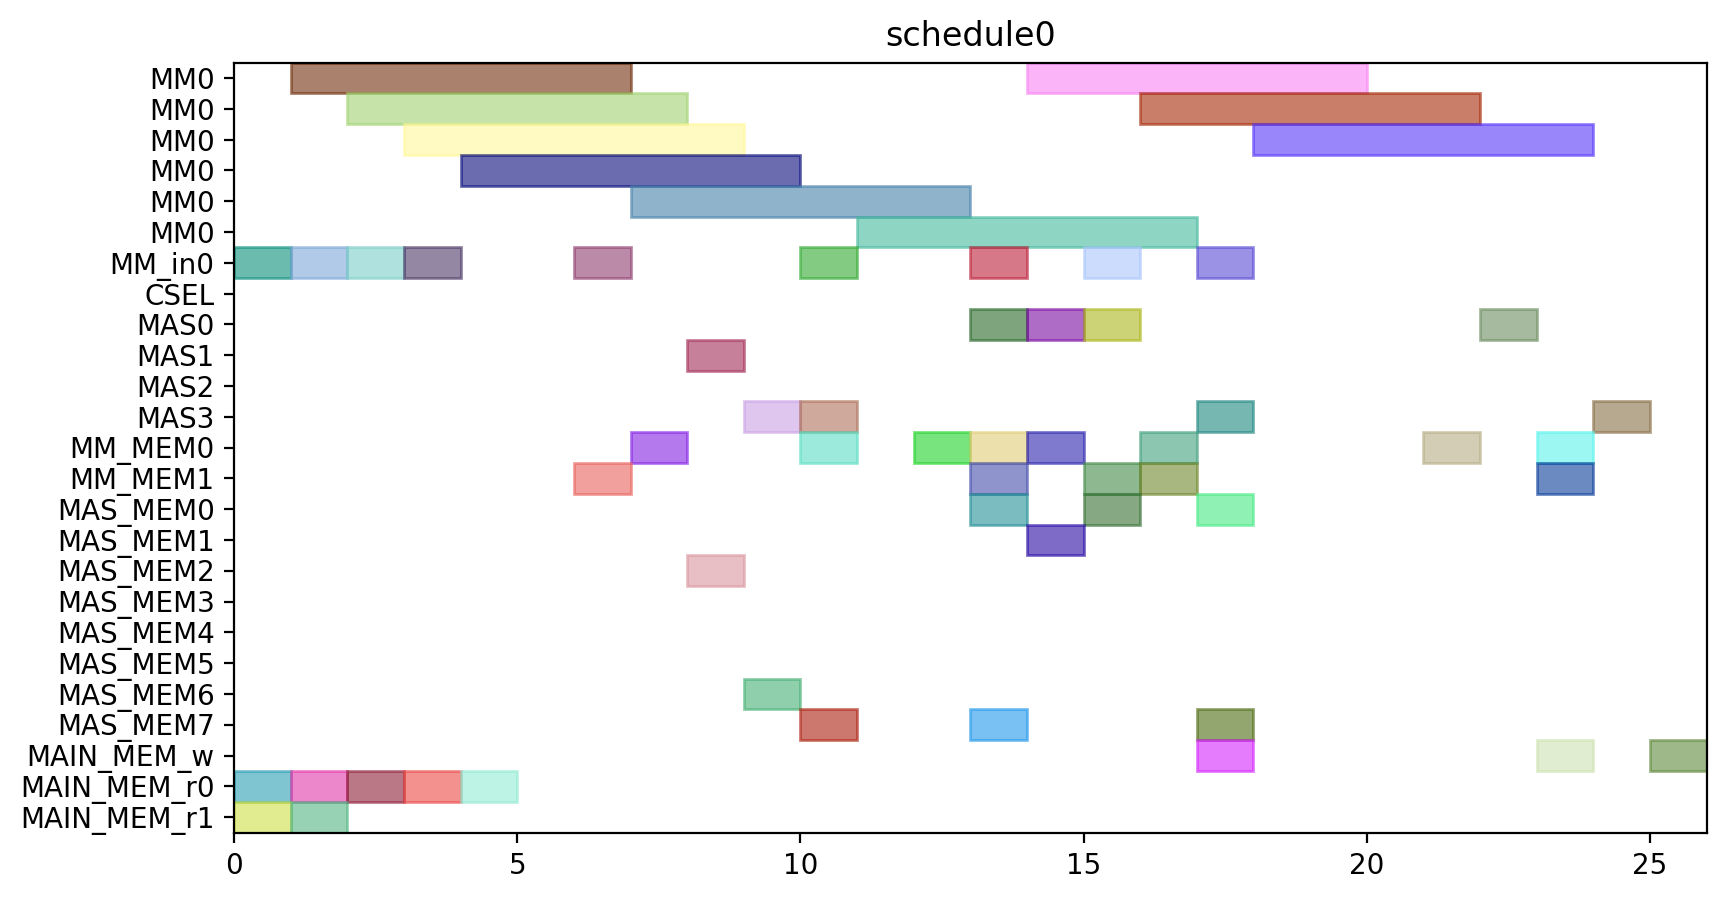 schedule0
MM0
MM0
MM0
MM0
MM0
MM0
MM_in0
CSEL
MAS0
MAS1
MAS2
MAS3
MM_MEM0
MM_MEM1
MAS_MEM0
MAS_MEM1
MAS_MEM2
MAS_MEM3
MAS_MEM4
MAS_MEM5
MAS_MEM6
MAS_MEM7
MAIN_MEM_w
MAIN_MEM_r0
MAIN_MEM_r1
0 5 10 15 20 25